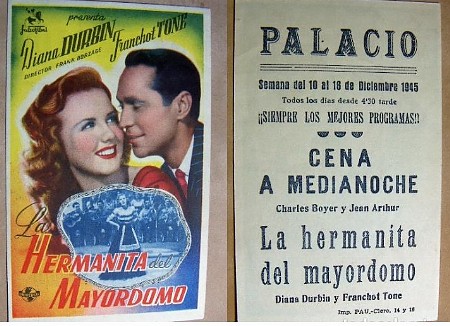 presenta
Diana DURBIN Franchot TONE
DIRECTOR - FRANK BORZAGE
La
HERMANITA del
MAYORDOMO
PALACIO
Semana del 10 al 16 de Diciembre 1945
Todos los días desde 4'30 tarde
¡¡SIEMPRE LOS MEJORES PROGRAMAS!!
CENA
A MEDIANOCHE
Charles Boyer y Jean Arthur
La hermanita
del mayordomo
Diana Durbin y Franchot Tone
Imp. PAU.-Clero, 14 y 16